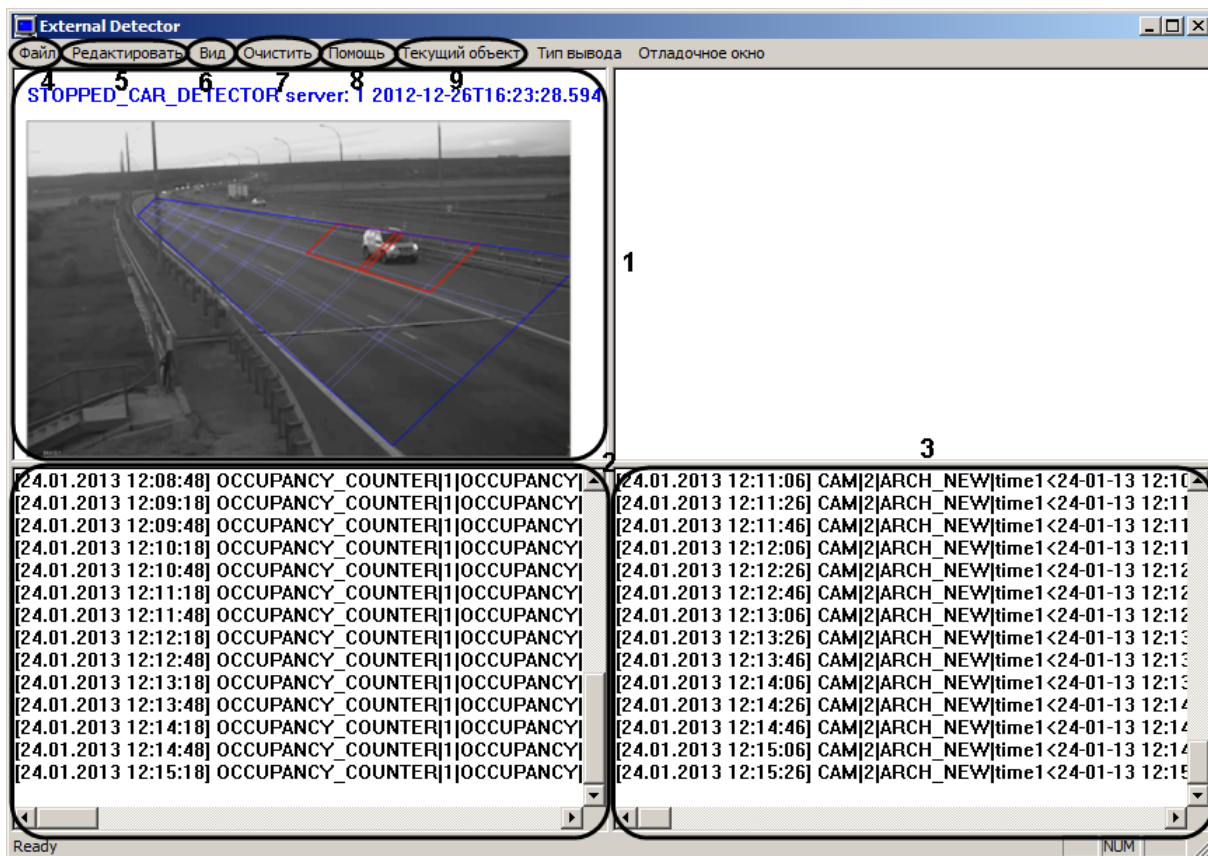 External Detector
Файл Редактировать Вид Очистить Помощь Текущий объект Тип вывода Отладочное окно
4 5 6 7 8 9
STOPPED_CAR_DETECTOR server: 1 2012-12-26T16:23:28.594
1
2
3
[24.01.2013 12:08:48] OCCUPANCY_COUNTER|1|OCCUPANCY|
[24.01.2013 12:09:18] OCCUPANCY_COUNTER|1|OCCUPANCY|
[24.01.2013 12:09:48] OCCUPANCY_COUNTER|1|OCCUPANCY|
[24.01.2013 12:10:18] OCCUPANCY_COUNTER|1|OCCUPANCY|
[24.01.2013 12:10:48] OCCUPANCY_COUNTER|1|OCCUPANCY|
[24.01.2013 12:11:18] OCCUPANCY_COUNTER|1|OCCUPANCY|
[24.01.2013 12:11:48] OCCUPANCY_COUNTER|1|OCCUPANCY|
[24.01.2013 12:12:18] OCCUPANCY_COUNTER|1|OCCUPANCY|
[24.01.2013 12:12:48] OCCUPANCY_COUNTER|1|OCCUPANCY|
[24.01.2013 12:13:18] OCCUPANCY_COUNTER|1|OCCUPANCY|
[24.01.2013 12:13:48] OCCUPANCY_COUNTER|1|OCCUPANCY|
[24.01.2013 12:14:18] OCCUPANCY_COUNTER|1|OCCUPANCY|
[24.01.2013 12:14:48] OCCUPANCY_COUNTER|1|OCCUPANCY|
[24.01.2013 12:15:18] OCCUPANCY_COUNTER|1|OCCUPANCY|
[24.01.2013 12:11:06] CAM|2|ARCH_NEW|time1<24-01-13 12:10
[24.01.2013 12:11:26] CAM|2|ARCH_NEW|time1<24-01-13 12:11
[24.01.2013 12:11:46] CAM|2|ARCH_NEW|time1<24-01-13 12:11
[24.01.2013 12:12:06] CAM|2|ARCH_NEW|time1<24-01-13 12:11
[24.01.2013 12:12:26] CAM|2|ARCH_NEW|time1<24-01-13 12:12
[24.01.2013 12:12:46] CAM|2|ARCH_NEW|time1<24-01-13 12:12
[24.01.2013 12:13:06] CAM|2|ARCH_NEW|time1<24-01-13 12:12
[24.01.2013 12:13:26] CAM|2|ARCH_NEW|time1<24-01-13 12:13
[24.01.2013 12:13:46] CAM|2|ARCH_NEW|time1<24-01-13 12:13
[24.01.2013 12:14:06] CAM|2|ARCH_NEW|time1<24-01-13 12:13
[24.01.2013 12:14:26] CAM|2|ARCH_NEW|time1<24-01-13 12:14
[24.01.2013 12:14:46] CAM|2|ARCH_NEW|time1<24-01-13 12:14
[24.01.2013 12:15:06] CAM|2|ARCH_NEW|time1<24-01-13 12:14
[24.01.2013 12:15:26] CAM|2|ARCH_NEW|time1<24-01-13 12:15
Ready
NUM